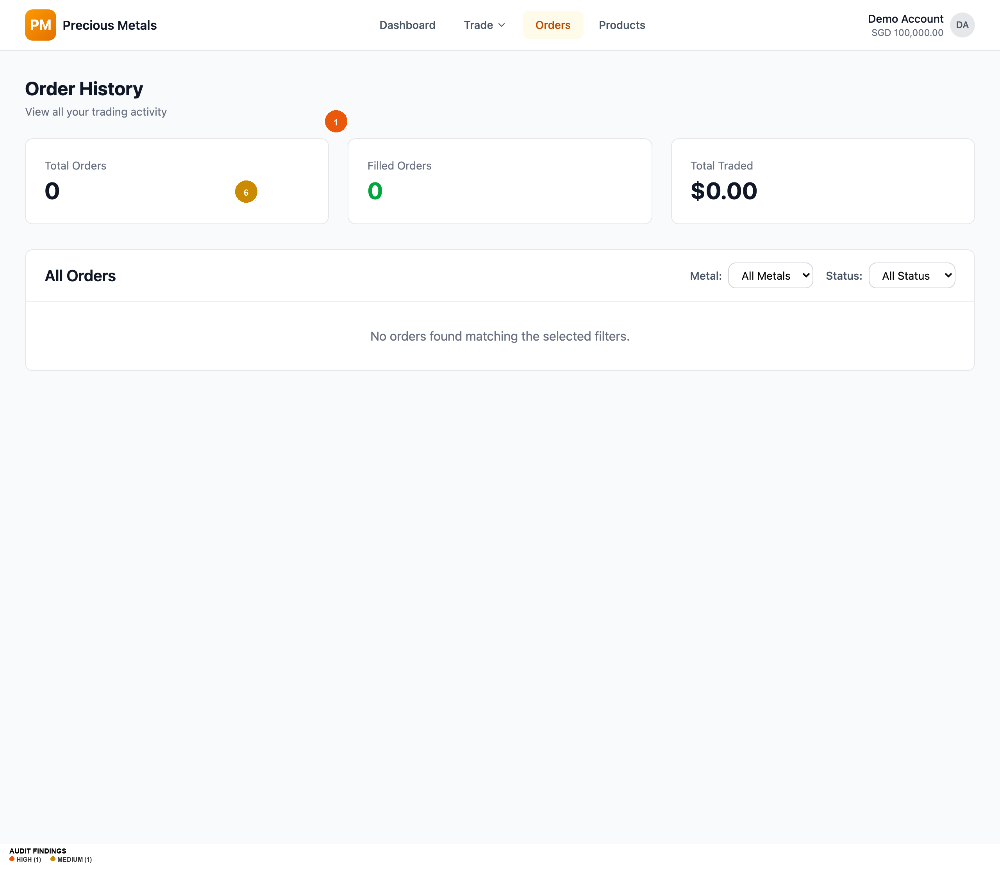 PM Precious Metals
Dashboard
Trade
Orders
Products
Demo Account
SGD 100,000.00
DA
Order History
View all your trading activity
1
Total Orders
0
6
Filled Orders
0
Total Traded
$0.00
All Orders
Metal:
All Metals
Status:
All Status
No orders found matching the selected filters.
AUDIT FINDINGS
HIGH (1)
MEDIUM (1)